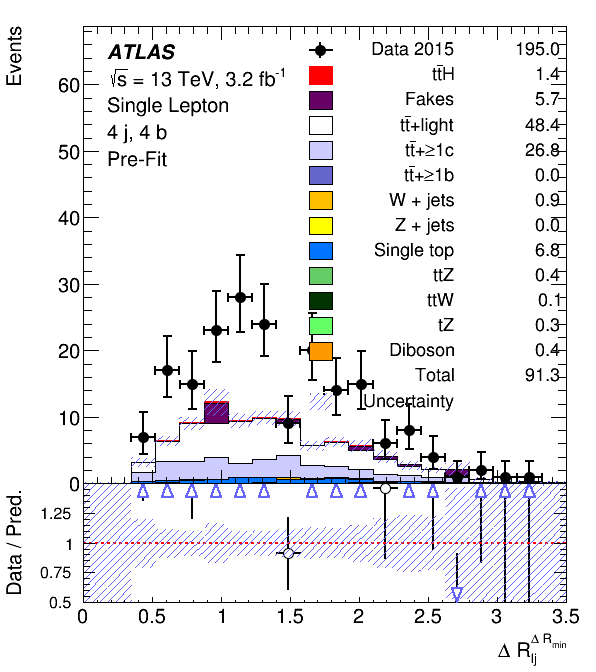 Events
ATLAS
√s = 13 TeV, 3.2 fb⁻¹
Single Lepton
4 j, 4 b
Pre-Fit
Data 2015 195.0
tt̄H 1.4
Fakes 5.7
tt̄+light 48.4
tt̄+≥1c 26.8
tt̄+≥1b 0.0
W + jets 0.9
Z + jets 0.0
Single top 6.8
ttZ 0.4
ttW 0.1
tZ 0.3
Diboson 0.4
Total 91.3
Uncertainty
60
50
40
30
20
10
0
Data / Pred.
1.25
1
0.75
0.5
0 0.5 1 1.5 2 2.5 3 3.5
Δ R_lj^Δ R_min